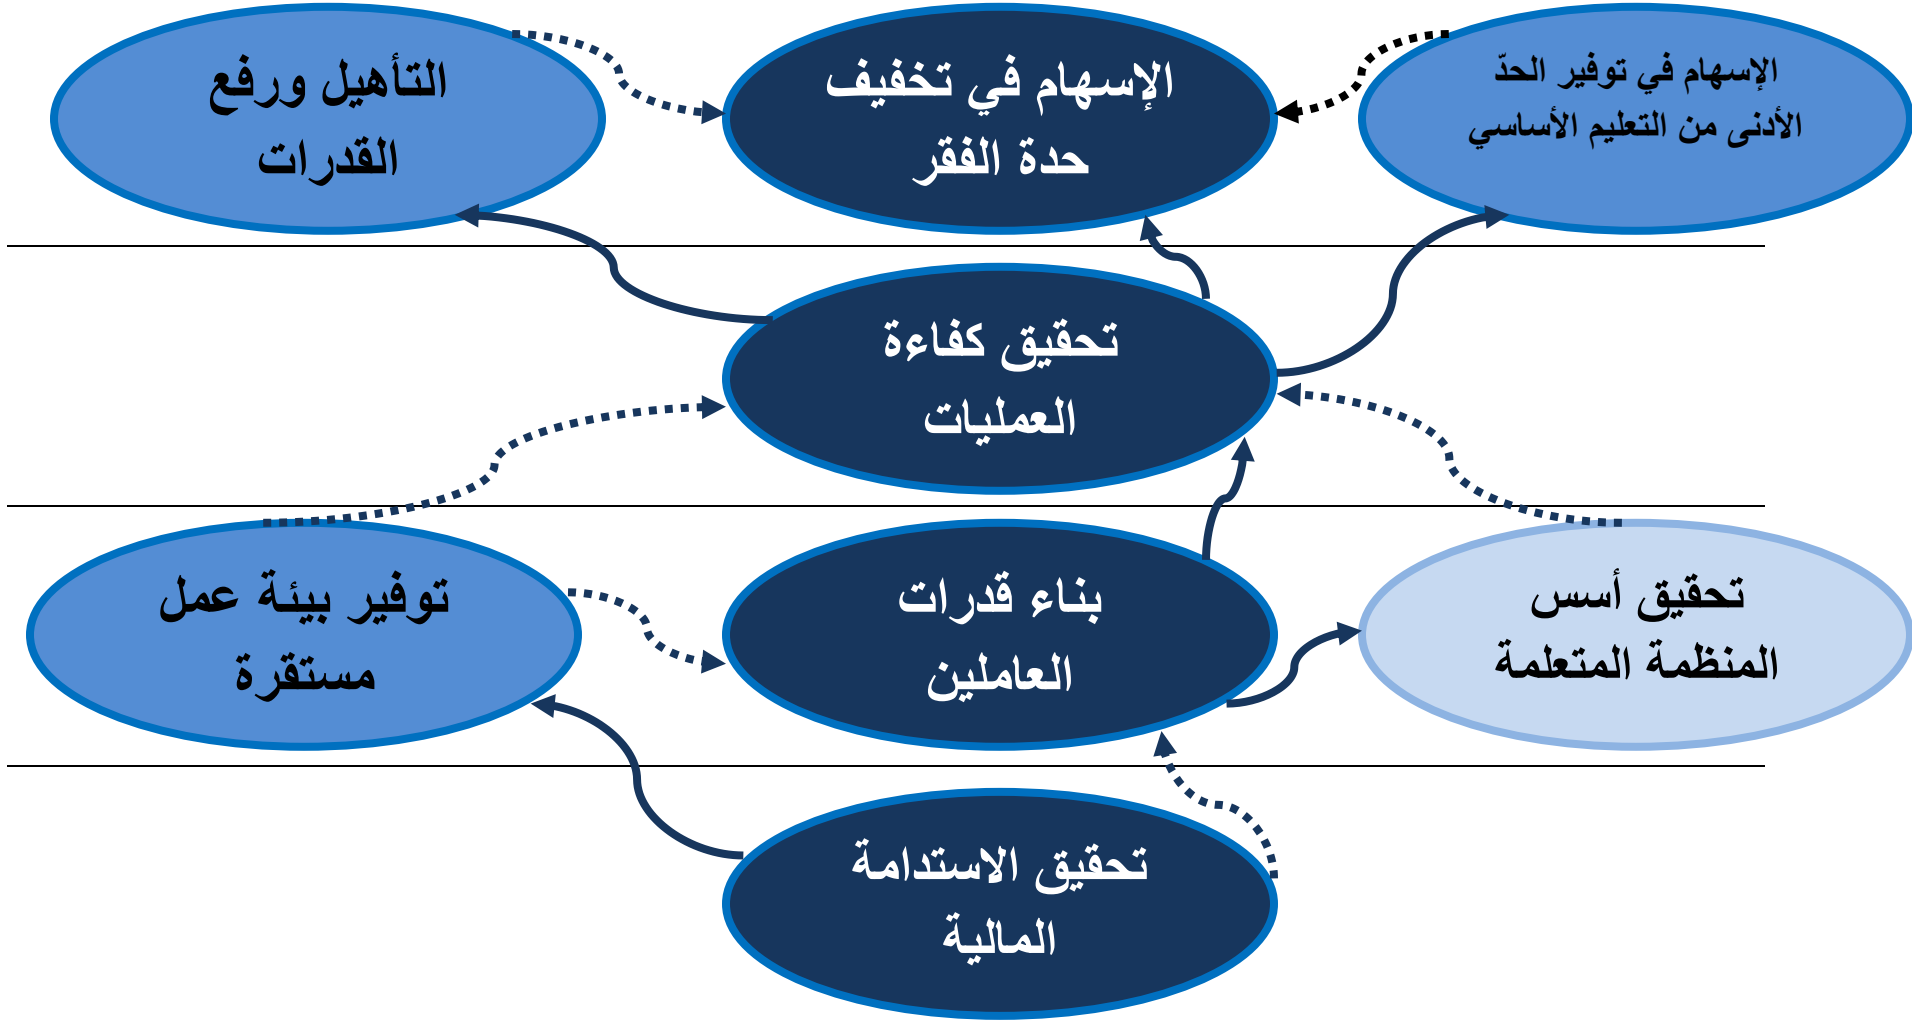 الإسهام في توفير الحدّ
الأدنى من التعليم الأساسي
الإسهام في تخفيف
حدة الفقر
التأهيل ورفع
القدرات
تحقيق كفاءة
العمليات
تحقيق أسس
المنظمة المتعلمة
بناء قدرات
العاملين
توفير بيئة عمل
مستقرة
تحقيق الاستدامة
المالية